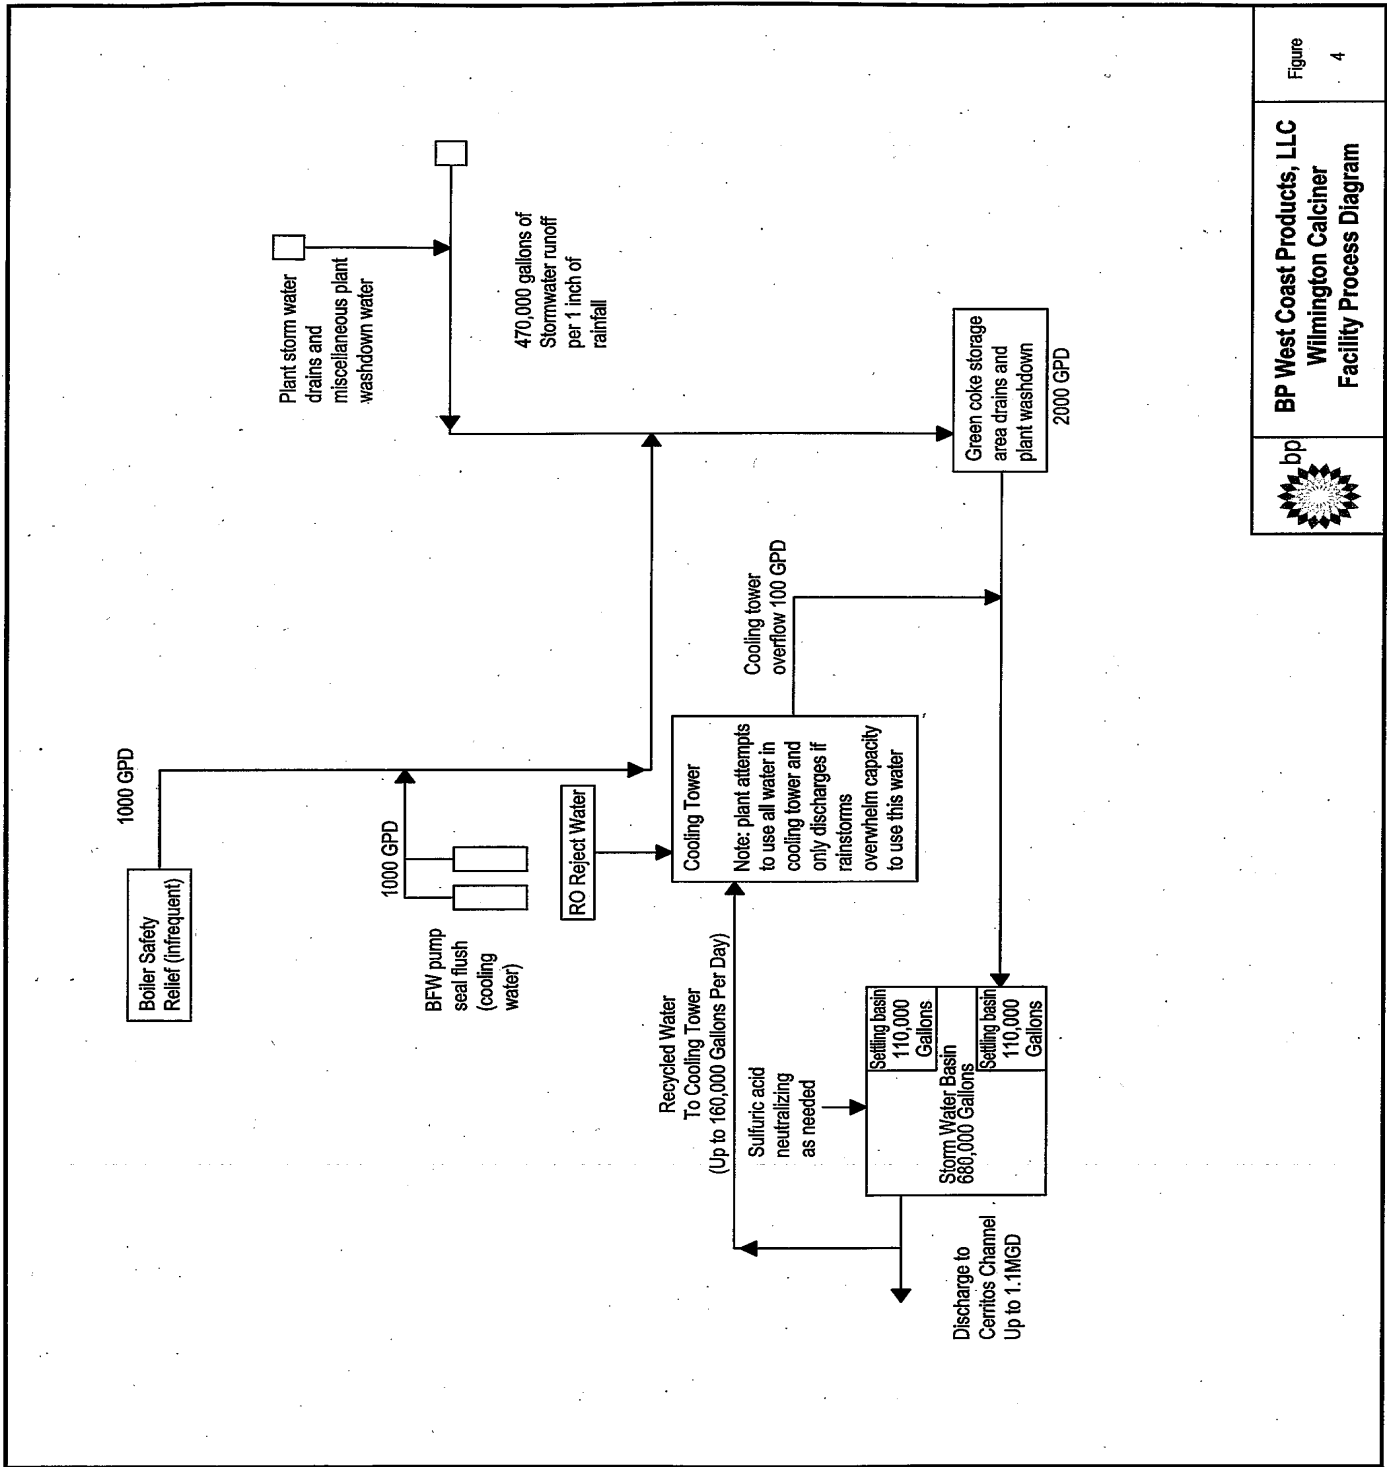 1000 GPD
Boiler Safety
Relief (infrequent)
1000 GPD
BFW pump
seal flush
(cooling
water)
RO Reject Water
Plant storm water
drains and
miscellaneous plant
washdown water
470,000 gallons of
Stormwater runoff
per 1 inch of
rainfall
Recycled Water
To Cooling Tower
(Up to 160,000 Gallons Per Day)
Cooling Tower
Note: plant attempts
to use all water in
cooling tower and
only discharges if
rainstorms
overwhelm capacity
to use this water
Cooling tower
overflow 100 GPD
Green coke storage
area drains and
plant washdown
2000 GPD
Sulfuric acid
neutralizing
as needed
Settling basin
110,000
Gallons
Storm Water Basin
680,000 Gallons
Settling basin
110,000
Gallons
Discharge to
Cerritos Channel
Up to 1.1MGD
bp
BP West Coast Products, LLC
Wilmington Calciner
Facility Process Diagram
Figure
4